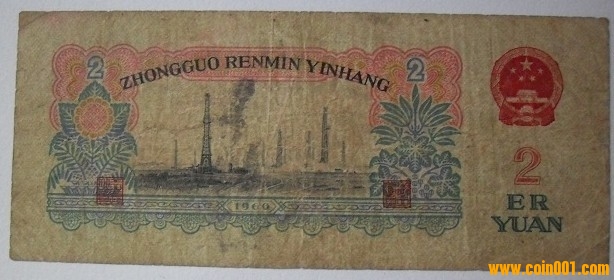 2
ZHONGGUO RENMIN YINHANG
2
1960
2
ER
YUAN
www.coin001.com